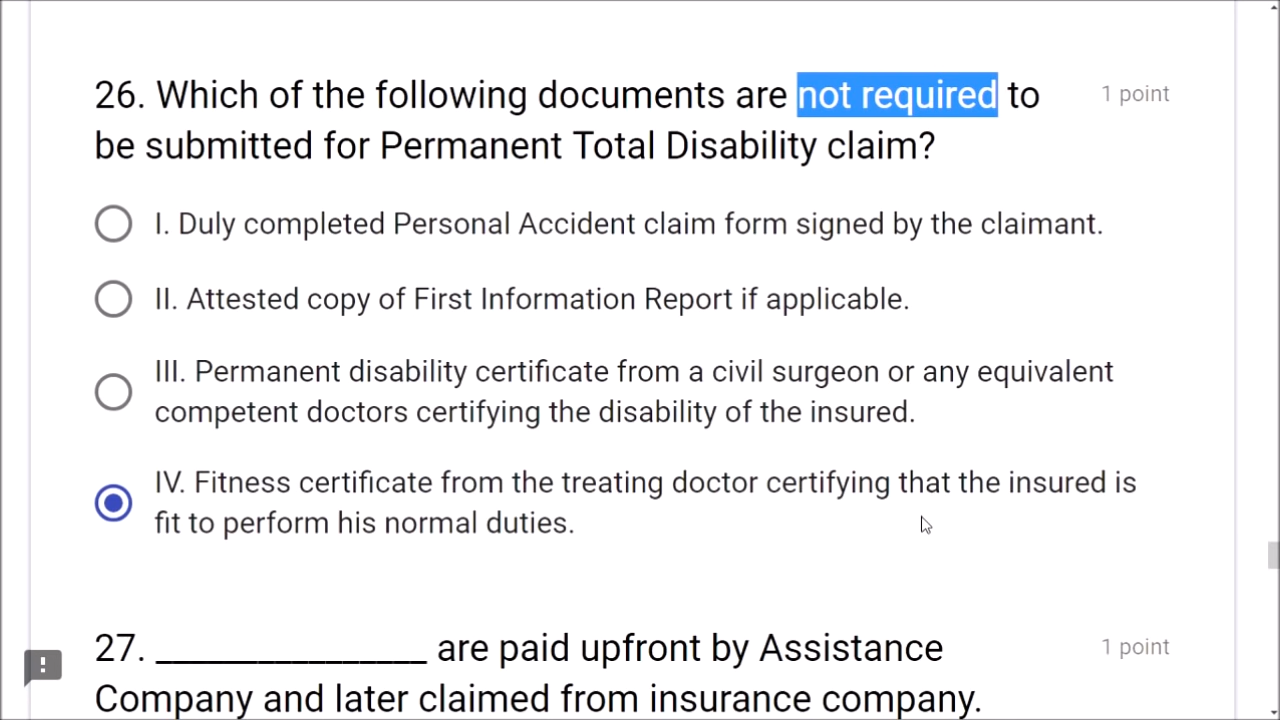 26. Which of the following documents are not required to
1 point
be submitted for Permanent Total Disability claim?
I. Duly completed Personal Accident claim form signed by the claimant.
II. Attested copy of First Information Report if applicable.
III. Permanent disability certificate from a civil surgeon or any equivalent
competent doctors certifying the disability of the insured.
IV. Fitness certificate from the treating doctor certifying that the insured is
fit to perform his normal duties.
27. ________________ are paid upfront by Assistance
1 point
Company and later claimed from insurance company.